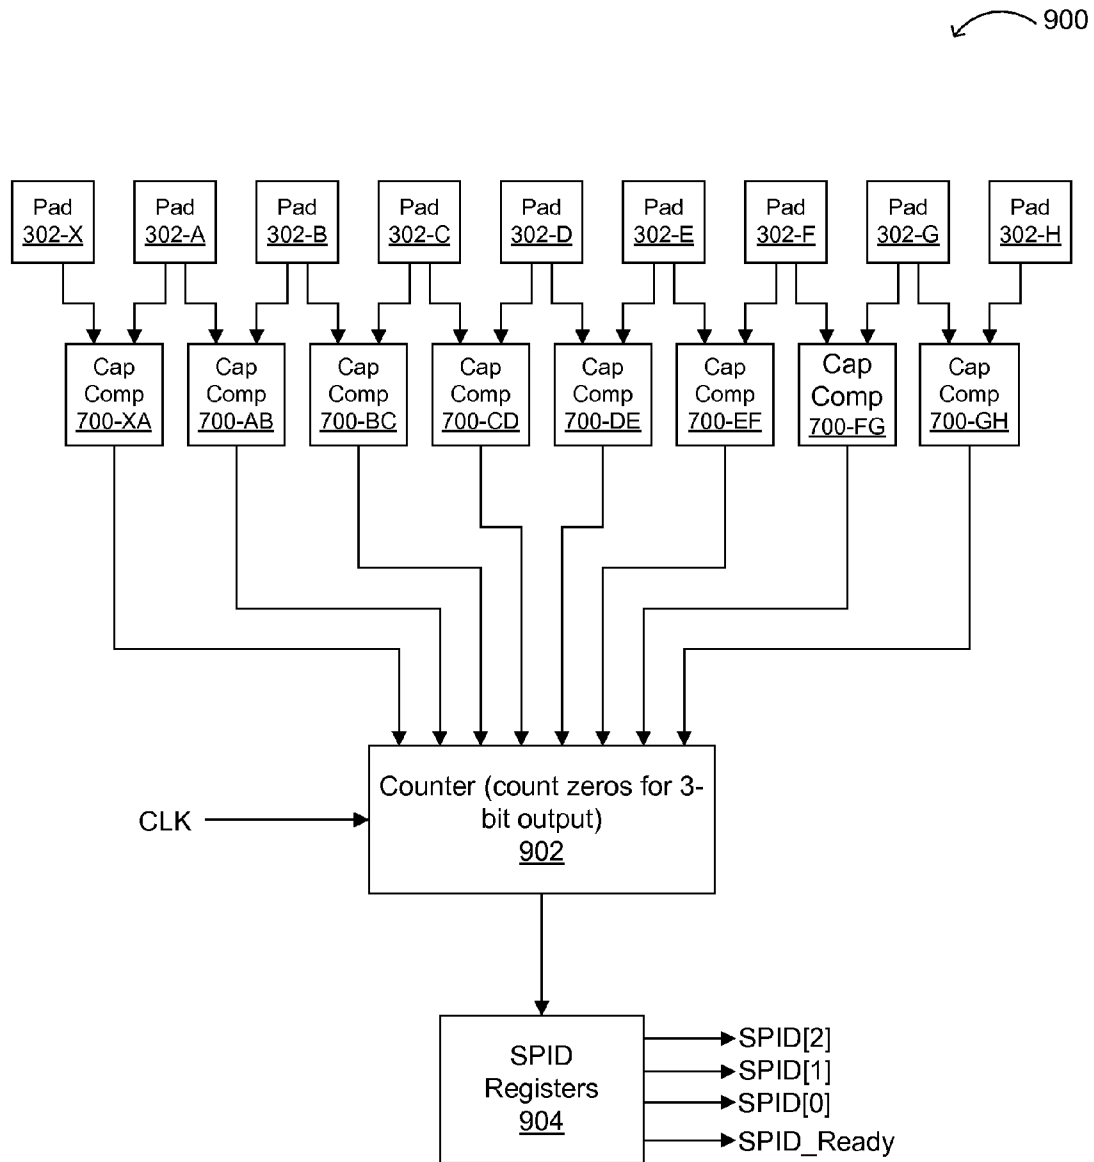 900
Pad
302-X
Pad
302-A
Pad
302-B
Pad
302-C
Pad
302-D
Pad
302-E
Pad
302-F
Pad
302-G
Pad
302-H
Cap
Comp
700-XA
Cap
Comp
700-AB
Cap
Comp
700-BC
Cap
Comp
700-CD
Cap
Comp
700-DE
Cap
Comp
700-EF
Cap
Comp
700-FG
Cap
Comp
700-GH
CLK
Counter (count zeros for 3-
bit output)
902
SPID
Registers
904
SPID[2]
SPID[1]
SPID[0]
SPID_Ready